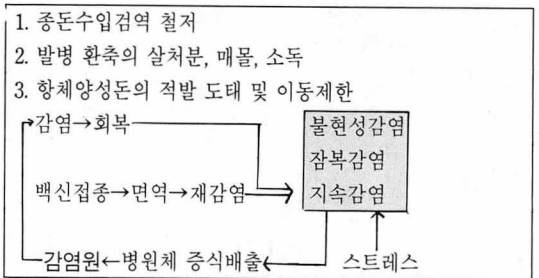 1. 종돈수입검역 철저
2. 발병 환축의 살처분, 매몰, 소독
3. 항체양성돈의 적발 도태 및 이동제한
감염→회복
불현성감염
잠복감염
백신접종→면역→재감염
지속감염
감염원←병원체 증식배출
스트레스